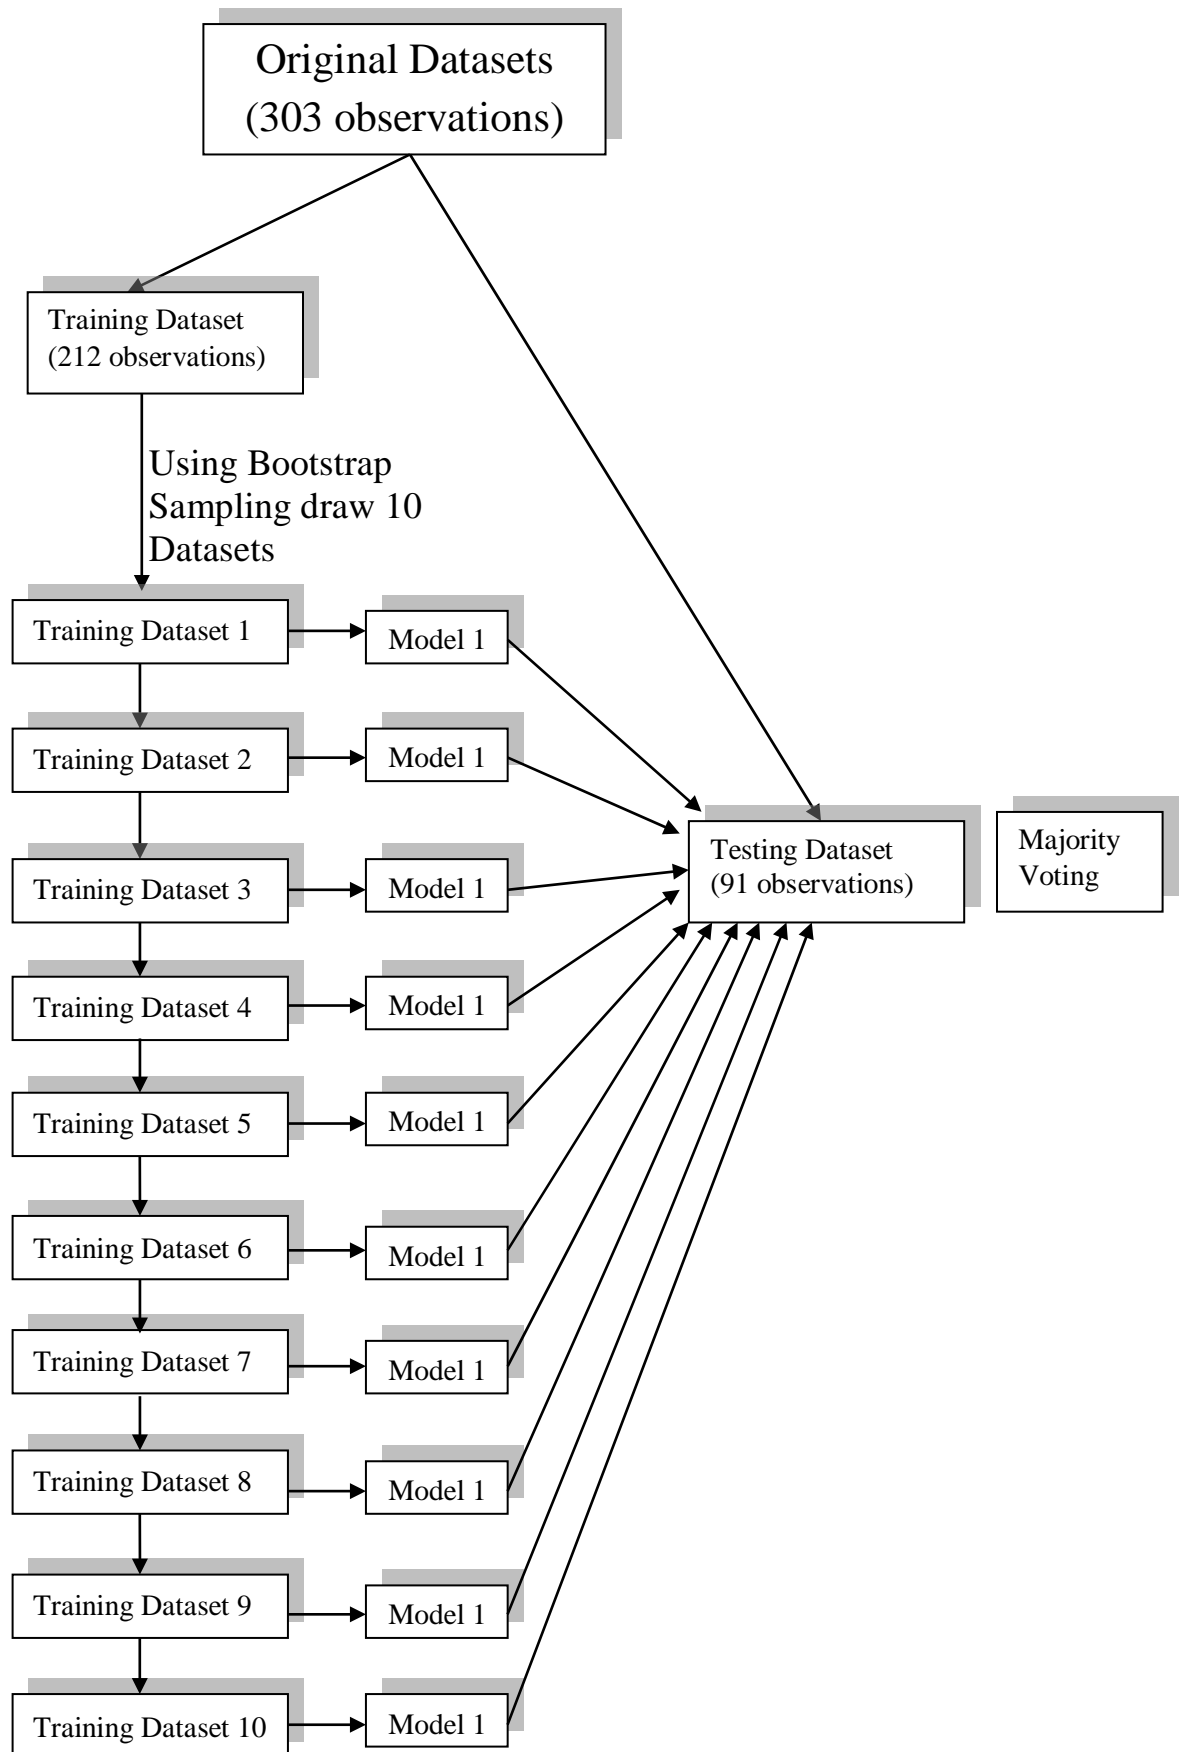 Original Datasets
(303 observations)
Training Dataset
(212 observations)
Using Bootstrap
Sampling draw 10
Datasets
Training Dataset 1
Model 1
Training Dataset 2
Model 1
Testing Dataset
(91 observations)
Majority
Voting
Training Dataset 3
Model 1
Training Dataset 4
Model 1
Training Dataset 5
Model 1
Training Dataset 6
Model 1
Training Dataset 7
Model 1
Training Dataset 8
Model 1
Training Dataset 9
Model 1
Training Dataset 10
Model 1